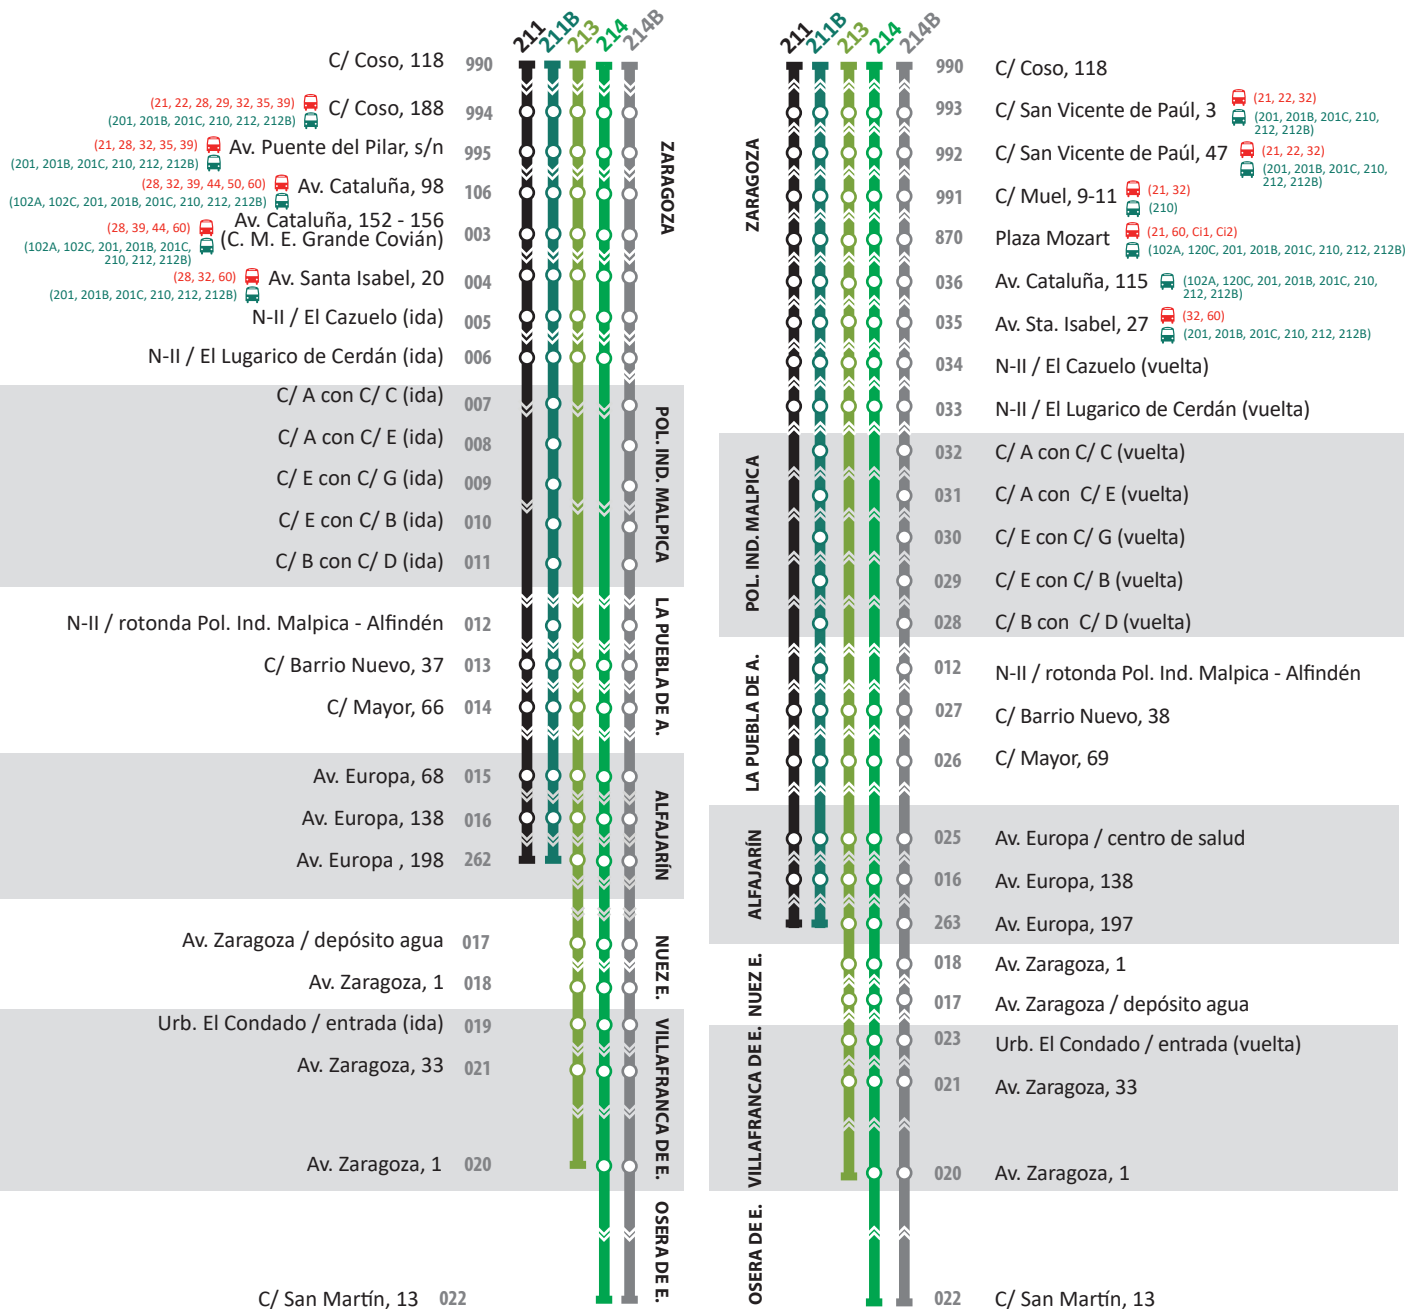 211 211B 213 214 214B
C/ Coso, 118 990
(21, 22, 28, 29, 32, 35, 39) C/ Coso, 188 994
(201, 201B, 201C, 210, 212, 212B)
(21, 28, 32, 35, 39) Av. Puente del Pilar, s/n 995
(201, 201B, 201C, 210, 212, 212B)
(28, 32, 39, 44, 50, 60) Av. Cataluña, 98 106
(102A, 102C, 201, 201B, 201C, 210, 212, 212B)
Av. Cataluña, 152 - 156
(28, 39, 44, 60) (C. M. E. Grande Covián) 003
(102A, 102C, 201, 201B, 201C,
210, 212, 212B)
(28, 32, 60) Av. Santa Isabel, 20 004
(201, 201B, 201C, 210, 212, 212B)
N-II / El Cazuelo (ida) 005
N-II / El Lugarico de Cerdán (ida) 006
ZARAGOZA
C/ A con C/ C (ida) 007
C/ A con C/ E (ida) 008
C/ E con C/ G (ida) 009
C/ E con C/ B (ida) 010
C/ B con C/ D (ida) 011
POL. IND. MALPICA
N-II / rotonda Pol. Ind. Malpica - Alfindén 012
C/ Barrio Nuevo, 37 013
C/ Mayor, 66 014
LA PUEBLA DE A.
Av. Europa, 68 015
Av. Europa, 138 016
Av. Europa , 198 262
ALFAJARÍN
Av. Zaragoza / depósito agua 017
Av. Zaragoza, 1 018
NUEZ E.
Urb. El Condado / entrada (ida) 019
Av. Zaragoza, 33 021
Av. Zaragoza, 1 020
VILLAFRANCA DE E.
C/ San Martín, 13 022
OSERA DE E.
211 211B 213 214 214B
990 C/ Coso, 118
993 C/ San Vicente de Paúl, 3 (21, 22, 32)
(201, 201B, 201C, 210,
212, 212B)
992 C/ San Vicente de Paúl, 47 (21, 22, 32)
(201, 201B, 201C, 210,
212, 212B)
991 C/ Muel, 9-11 (21, 32)
(210)
870 Plaza Mozart (21, 60, Ci1, Ci2)
(102A, 120C, 201, 201B, 201C, 210, 212, 212B)
036 Av. Cataluña, 115 (102A, 120C, 201, 201B, 201C, 210,
212, 212B)
035 Av. Sta. Isabel, 27 (32, 60)
(201, 201B, 201C, 210, 212, 212B)
034 N-II / El Cazuelo (vuelta)
033 N-II / El Lugarico de Cerdán (vuelta)
ZARAGOZA
032 C/ A con C/ C (vuelta)
031 C/ A con C/ E (vuelta)
030 C/ E con C/ G (vuelta)
029 C/ E con C/ B (vuelta)
028 C/ B con C/ D (vuelta)
POL. IND. MALPICA
012 N-II / rotonda Pol. Ind. Malpica - Alfindén
027 C/ Barrio Nuevo, 38
026 C/ Mayor, 69
LA PUEBLA DE A.
025 Av. Europa / centro de salud
016 Av. Europa, 138
263 Av. Europa, 197
ALFAJARÍN
018 Av. Zaragoza, 1
017 Av. Zaragoza / depósito agua
NUEZ E.
023 Urb. El Condado / entrada (vuelta)
021 Av. Zaragoza, 33
020 Av. Zaragoza, 1
VILLAFRANCA DE E.
022 C/ San Martín, 13
OSERA DE E.